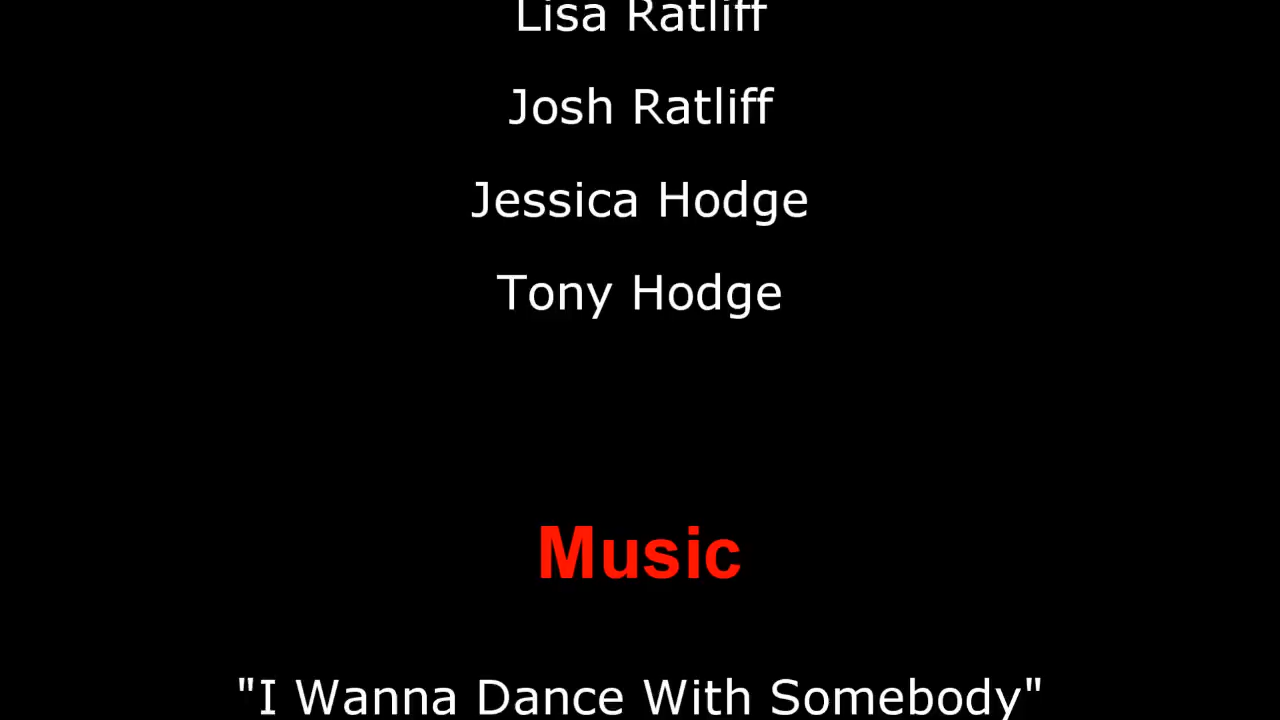 Lisa Ratliff
Josh Ratliff
Jessica Hodge
Tony Hodge
Music
"I Wanna Dance With Somebody"